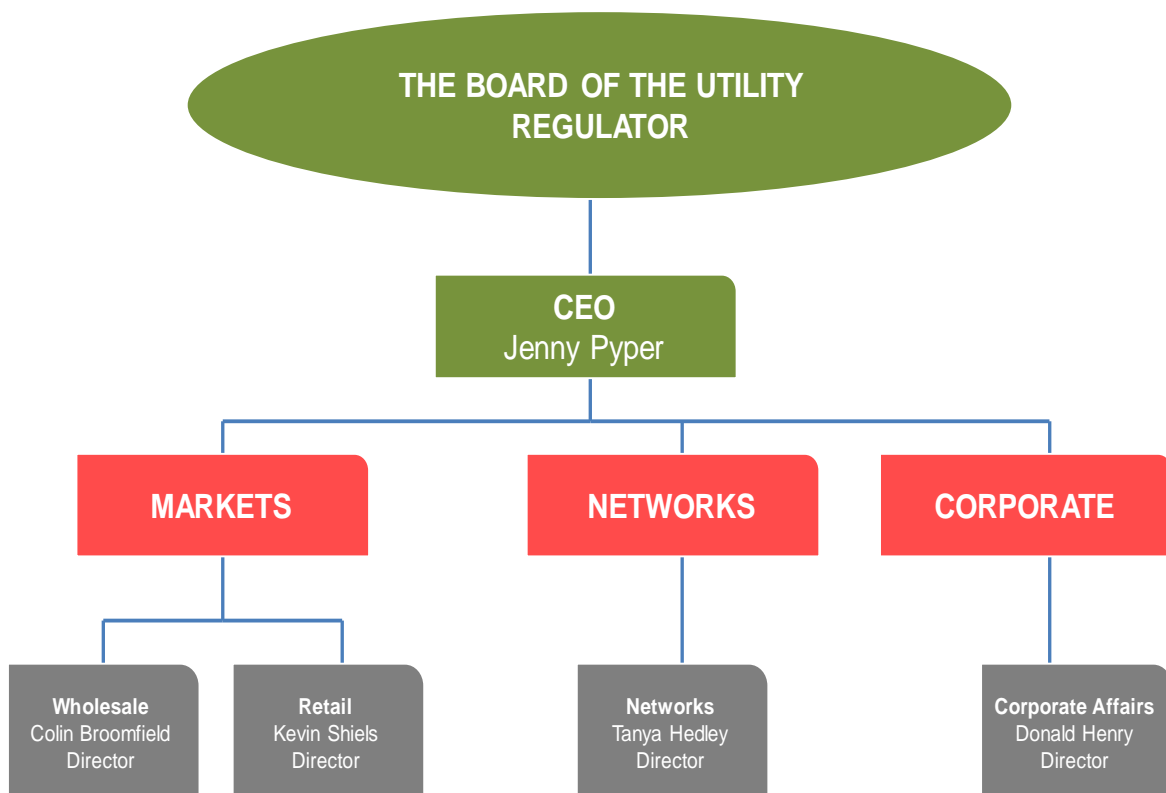 THE BOARD OF THE UTILITY
REGULATOR
CEO
Jenny Pyper
MARKETS
NETWORKS
CORPORATE
Wholesale
Colin Broomfield
Director
Retail
Kevin Shiels
Director
Networks
Tanya Hedley
Director
Corporate Affairs
Donald Henry
Director